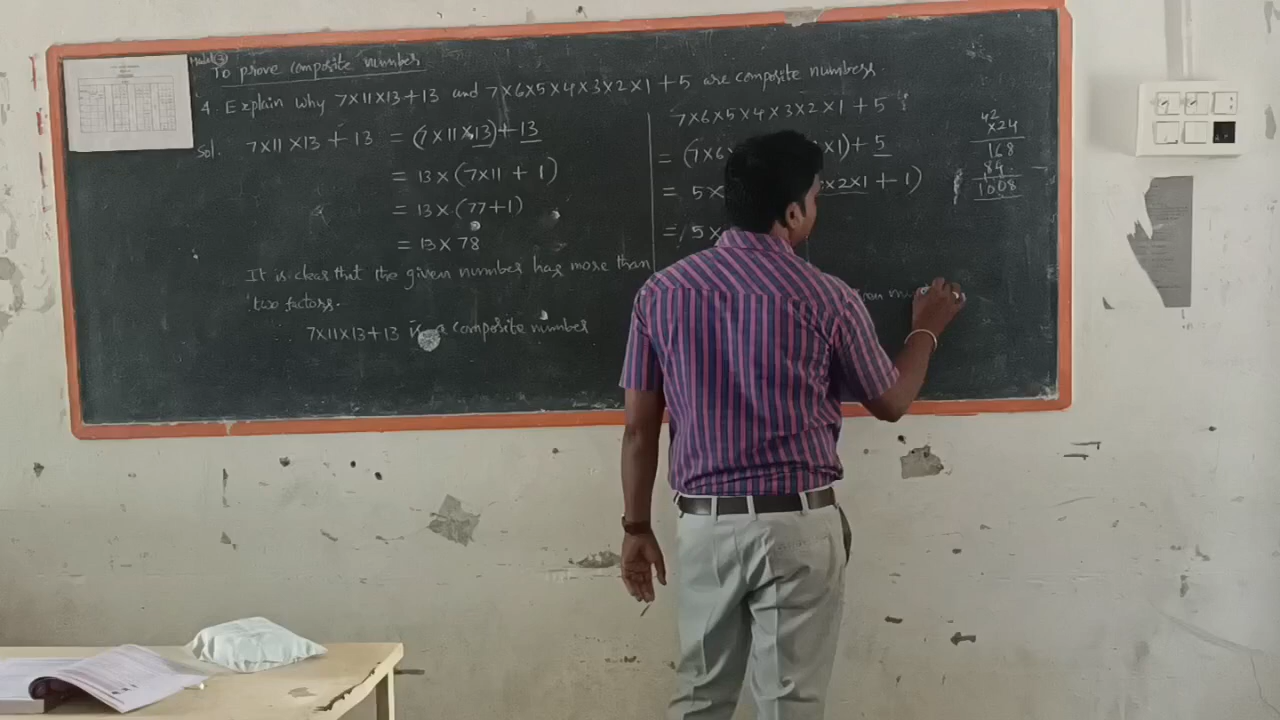 Model 3
To prove composite number
4. Explain why 7×11×13+13 and 7×6×5×4×3×2×1+5 are composite numbers.
Sol. 7×11×13+13 = (7×11×13)+13
= 13×(7×11+1)
= 13×(77+1)
= 13×78
It is clear that the given number has more than
two factors.
7×11×13+13 is a composite number
7×6×5×4×3×2×1+5 :
= (7×6 ×1)+5
= 5× ×2×1+1)
= 5×
42
×24
168
84
1008